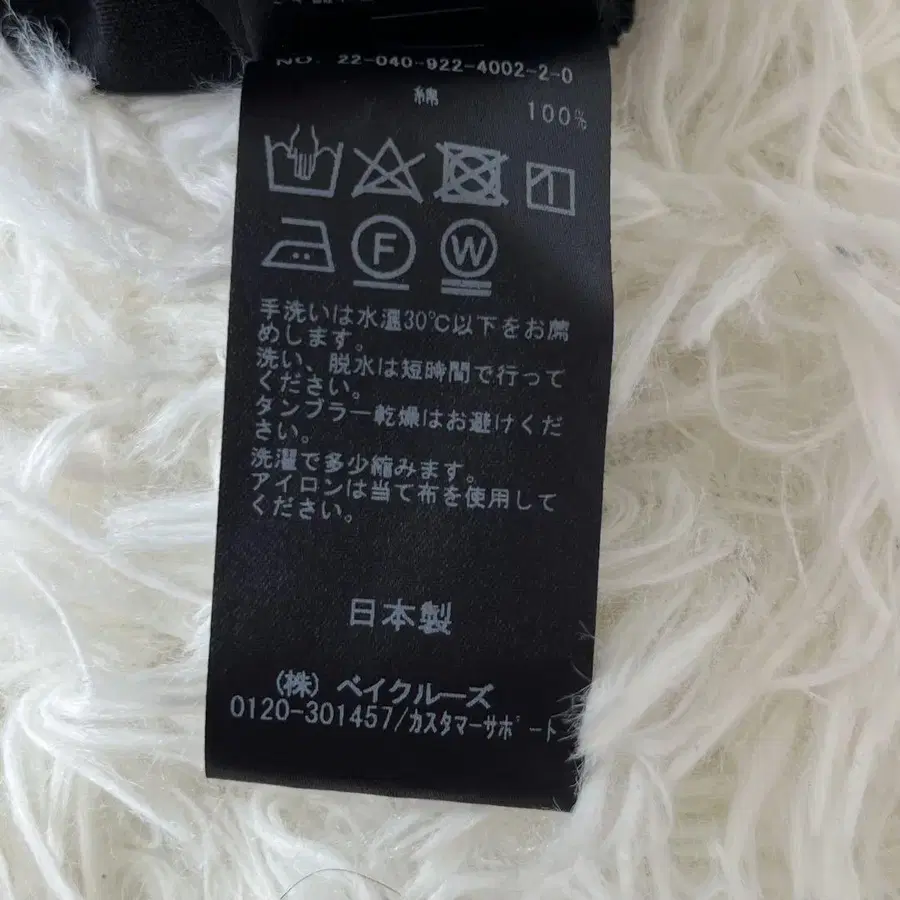 NO. 22-040-922-4002-2-0
綿
100%
F
W
手洗いは水温30℃以下をお薦
めします。
洗い、脱水は短時間で行って
ください。
タンブラー乾燥はお避けくだ
さい。
洗濯で多少縮みます。
アイロンは当て布を使用して
ください。
日本製
(株) ベイクルーズ
0120-301457/ｶｽﾀﾏｰｻﾎﾟｰﾄ